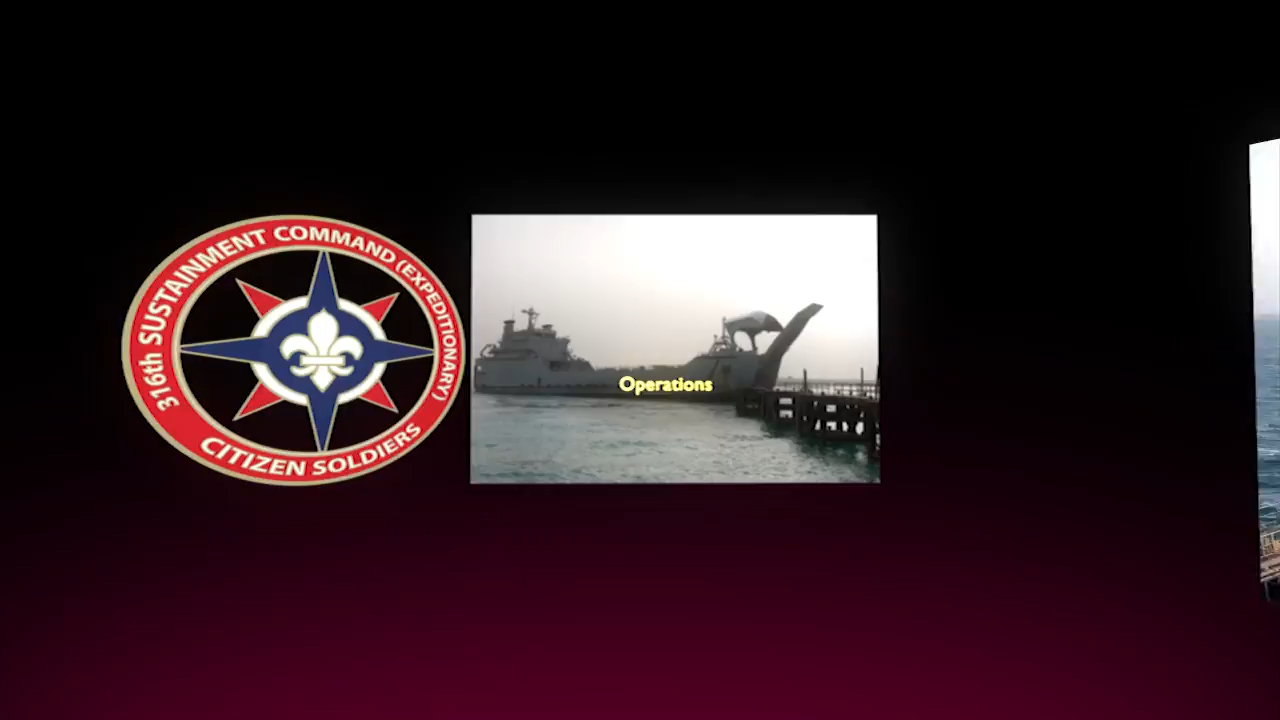 316th SUSTAINMENT COMMAND (EXPEDITIONARY)
CITIZEN SOLDIERS
Operations